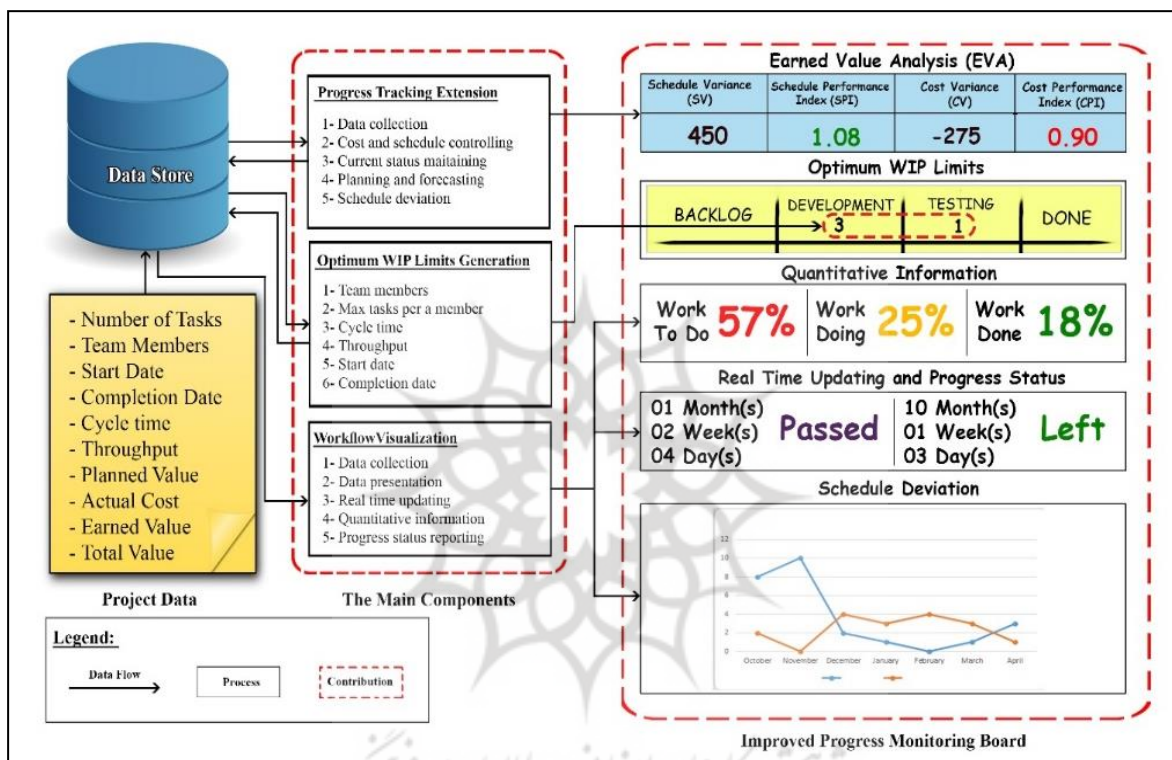 Data Store
- Number of Tasks
- Team Members
- Start Date
- Completion Date
- Cycle time
- Throughput
- Planned Value
- Actual Cost
- Earned Value
- Total Value
Project Data
Legend:
Data Flow
Process
Contribution
Progress Tracking Extension
1- Data collection
2- Cost and schedule controlling
3- Current status maitaining
4- Planning and forecasting
5- Schedule deviation
Optimum WIP Limits Generation
1- Team members
2- Max tasks per a member
3- Cycle time
4- Throughput
5- Start date
6- Completion date
WorkflowVisualization
1- Data collection
2- Data presentation
3- Real time updating
4- Quantitative information
5- Progress status reporting
The Main Components
Earned Value Analysis (EVA)
Schedule Variance
(SV)
450
Schedule Performance
Index (SPI)
1.08
Cost Variance
(CV)
-275
Cost Performance
Index (CPI)
0.90
Optimum WIP Limits
BACKLOG
DEVELOPMENT
3
TESTING
1
DONE
Quantitative Information
Work
To Do
57%
Work
Doing
25%
Work
Done
18%
Real Time Updating and Progress Status
01 Month(s)
02 Week(s)
04 Day(s)
Passed
10 Month(s)
01 Week(s)
03 Day(s)
Left
Schedule Deviation
12
10
8
6
4
2
0
October November December January February March April
Improved Progress Monitoring Board